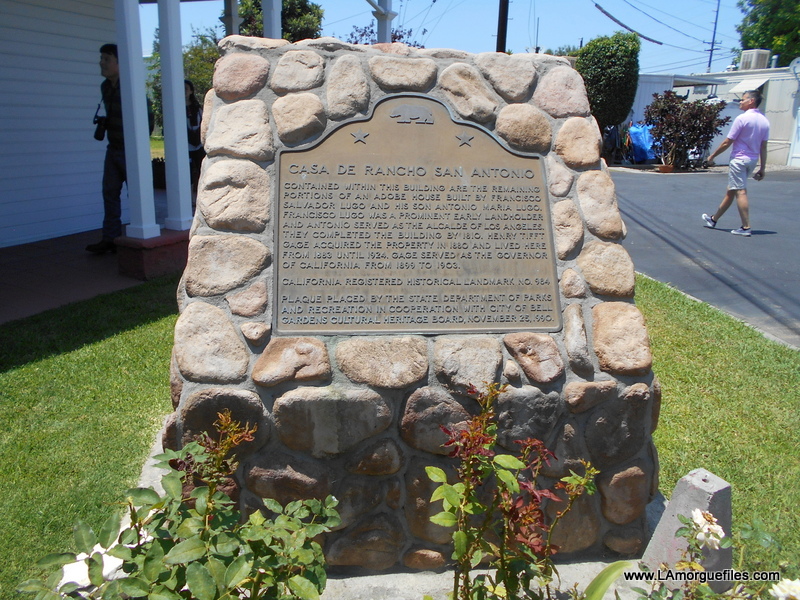 CASA DE RANCHO SAN ANTONIO
CONTAINED WITHIN THIS BUILDING ARE THE REMAINING
PORTIONS OF AN ADOBE HOUSE BUILT BY FRANCISCO
SALVADOR LUGO AND HIS SON ANTONIO MARIA LUGO.
FRANCISCO LUGO WAS A PROMINENT EARLY LANDHOLDER
AND ANTONIO SERVED AS THE ALCALDE OF LOS ANGELES.
THEY COMPLETED THE BUILDING BY 1810. HENRY TIFFT
GAGE ACQUIRED THE PROPERTY IN 1880 AND LIVED HERE
FROM 1883 UNTIL 1924. GAGE SERVED AS THE GOVERNOR
OF CALIFORNIA FROM 1899 TO 1903.
CALIFORNIA REGISTERED HISTORICAL LANDMARK NO. 984
PLAQUE PLACED BY THE STATE DEPARTMENT OF PARKS
AND RECREATION IN COOPERATION WITH CITY OF BELL
GARDENS CULTURAL HERITAGE BOARD, NOVEMBER 25, 1990.
www.LAmorguefiles.com